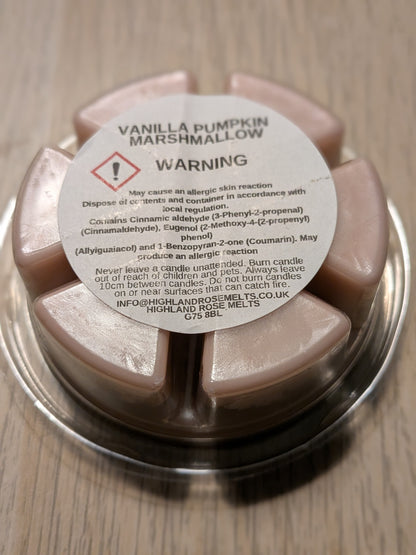 VANILLA PUMPKIN
MARSHMALLOW
WARNING
May cause an allergic skin reaction
Dispose of contents and container in accordance with
local regulation.
Contains Cinnamic aldehyde (3-Phenyl-2-propenal)
(Cinnamaldehyde), Eugenol (2-Methoxy-4-(2-propenyl)
phenol)
(Allyiguaiacol) and 1-Benzopyran-2-one (Coumarin). May
produce an allergic reaction
Never leave a candle unattended. Burn candle
out of reach of children and pets. Always leave
10cm between candles. Do not burn candles
on or near surfaces that can catch fire.
INFO@HIGHLANDROSEMELTS.CO.UK
HIGHLAND ROSE MELTS
G75 8BL